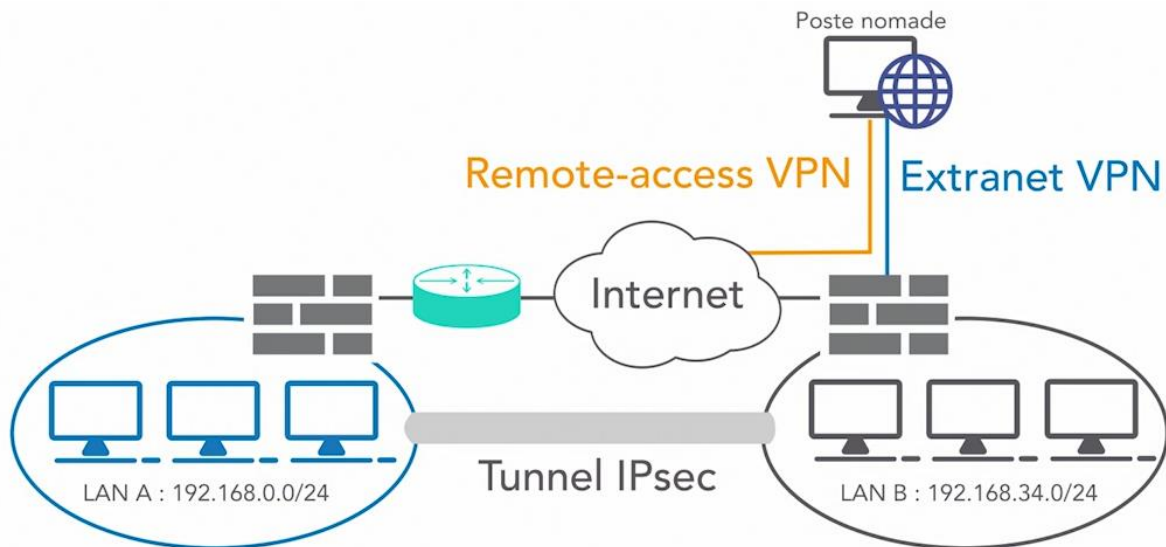 Poste nomade
Remote-access VPN
Extranet VPN
Internet
Tunnel IPsec
LAN A : 192.168.0.0/24
LAN B : 192.168.34.0/24